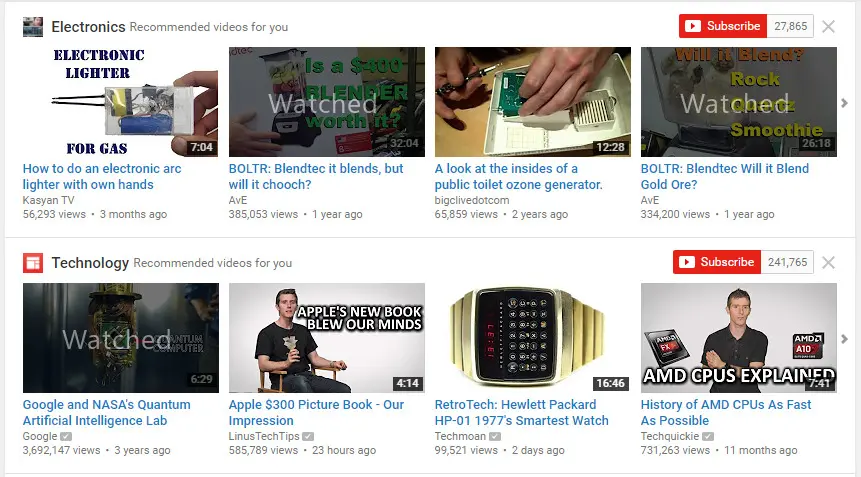 Electronics Recommended videos for you Subscribe 27,865
ELECTRONIC
LIGHTER
FOR GAS
7:04
Is a $400
BLENDER
worth it?
Watched
32:04
12:28
Will it Blend?
Rock
Quartz
Smoothie
Watched
26:18
How to do an electronic arc
lighter with own hands
Kasyan TV
56,293 views • 3 months ago
BOLTR: Blendtec it blends, but
will it chooch?
AvE
385,053 views • 1 year ago
A look at the insides of a
public toilet ozone generator.
bigclivedotcom
65,859 views • 2 years ago
BOLTR: Blendtec Will it Blend
Gold Ore?
AvE
334,200 views • 1 year ago
Technology Recommended videos for you Subscribe 241,765
Watched
QUANTUM
COMPUTER
6:29
APPLE'S NEW BOOK
BLEW OUR MINDS
4:14
16:46
AMD
FX
AMD
A10
AMD CPUS EXPLAINED
7:41
Google and NASA's Quantum
Artificial Intelligence Lab
Google
3,692,147 views • 3 years ago
Apple $300 Picture Book - Our
Impression
LinusTechTips
585,789 views • 23 hours ago
RetroTech: Hewlett Packard
HP-01 1977's Smartest Watch
Techmoan
99,521 views • 2 days ago
History of AMD CPUs As Fast
As Possible
Techquickie
731,263 views • 11 months ago